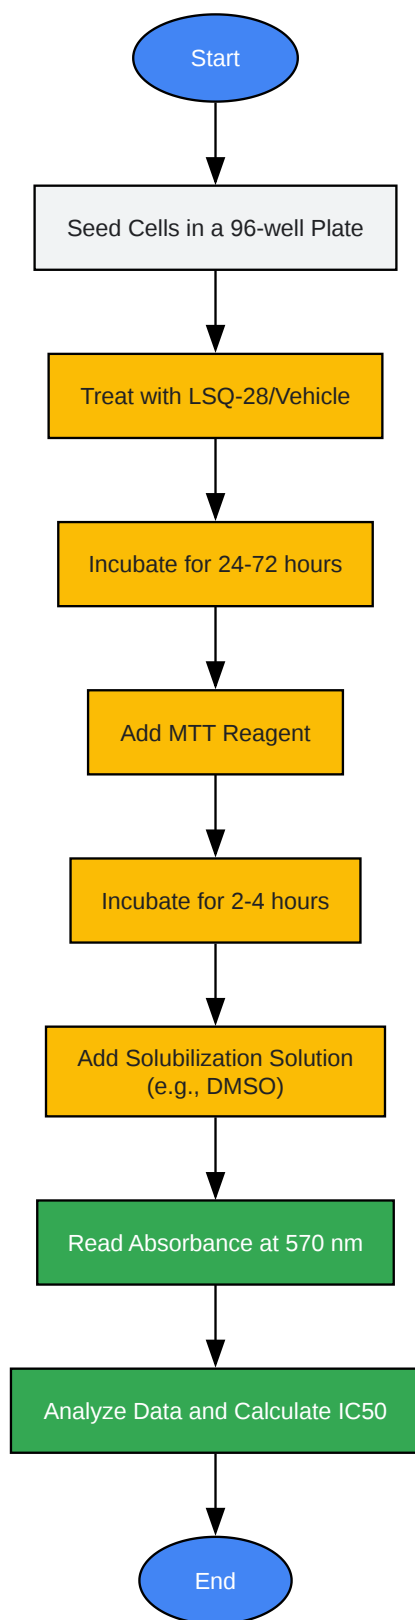 Start
Seed Cells in a 96-well Plate
Treat with LSQ-28/Vehicle
Incubate for 24-72 hours
Add MTT Reagent
Incubate for 2-4 hours
Add Solubilization Solution
(e.g., DMSO)
Read Absorbance at 570 nm
Analyze Data and Calculate IC50
End